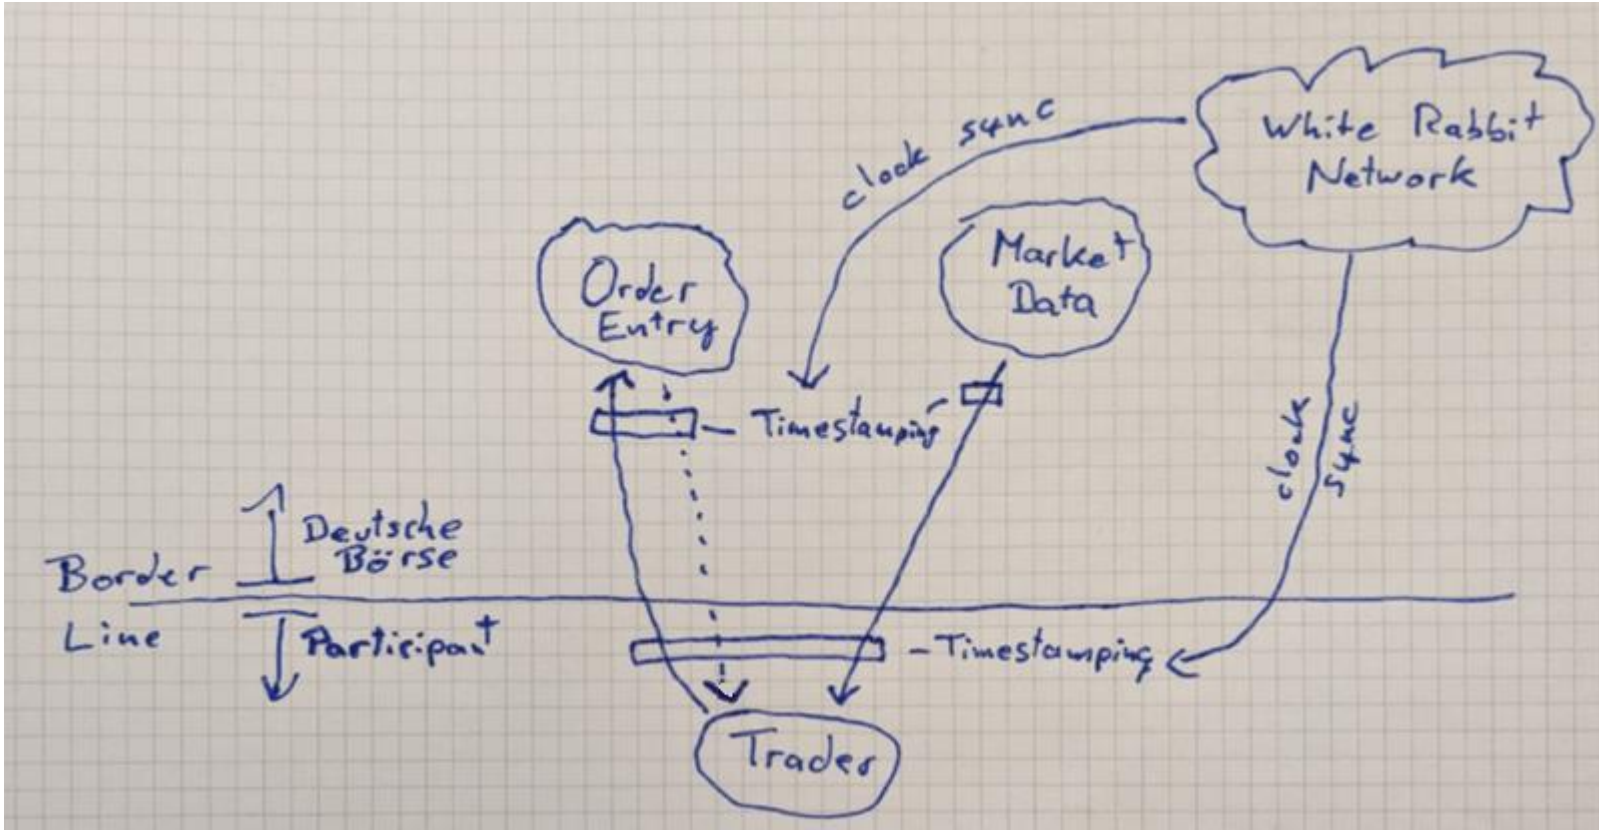 clock sync
White Rabbit
Network
Order
Entry
Market
Data
Timestamping
clock
sync
Deutsche
Börse
Border
Line
Participant
Timestamping
Trader